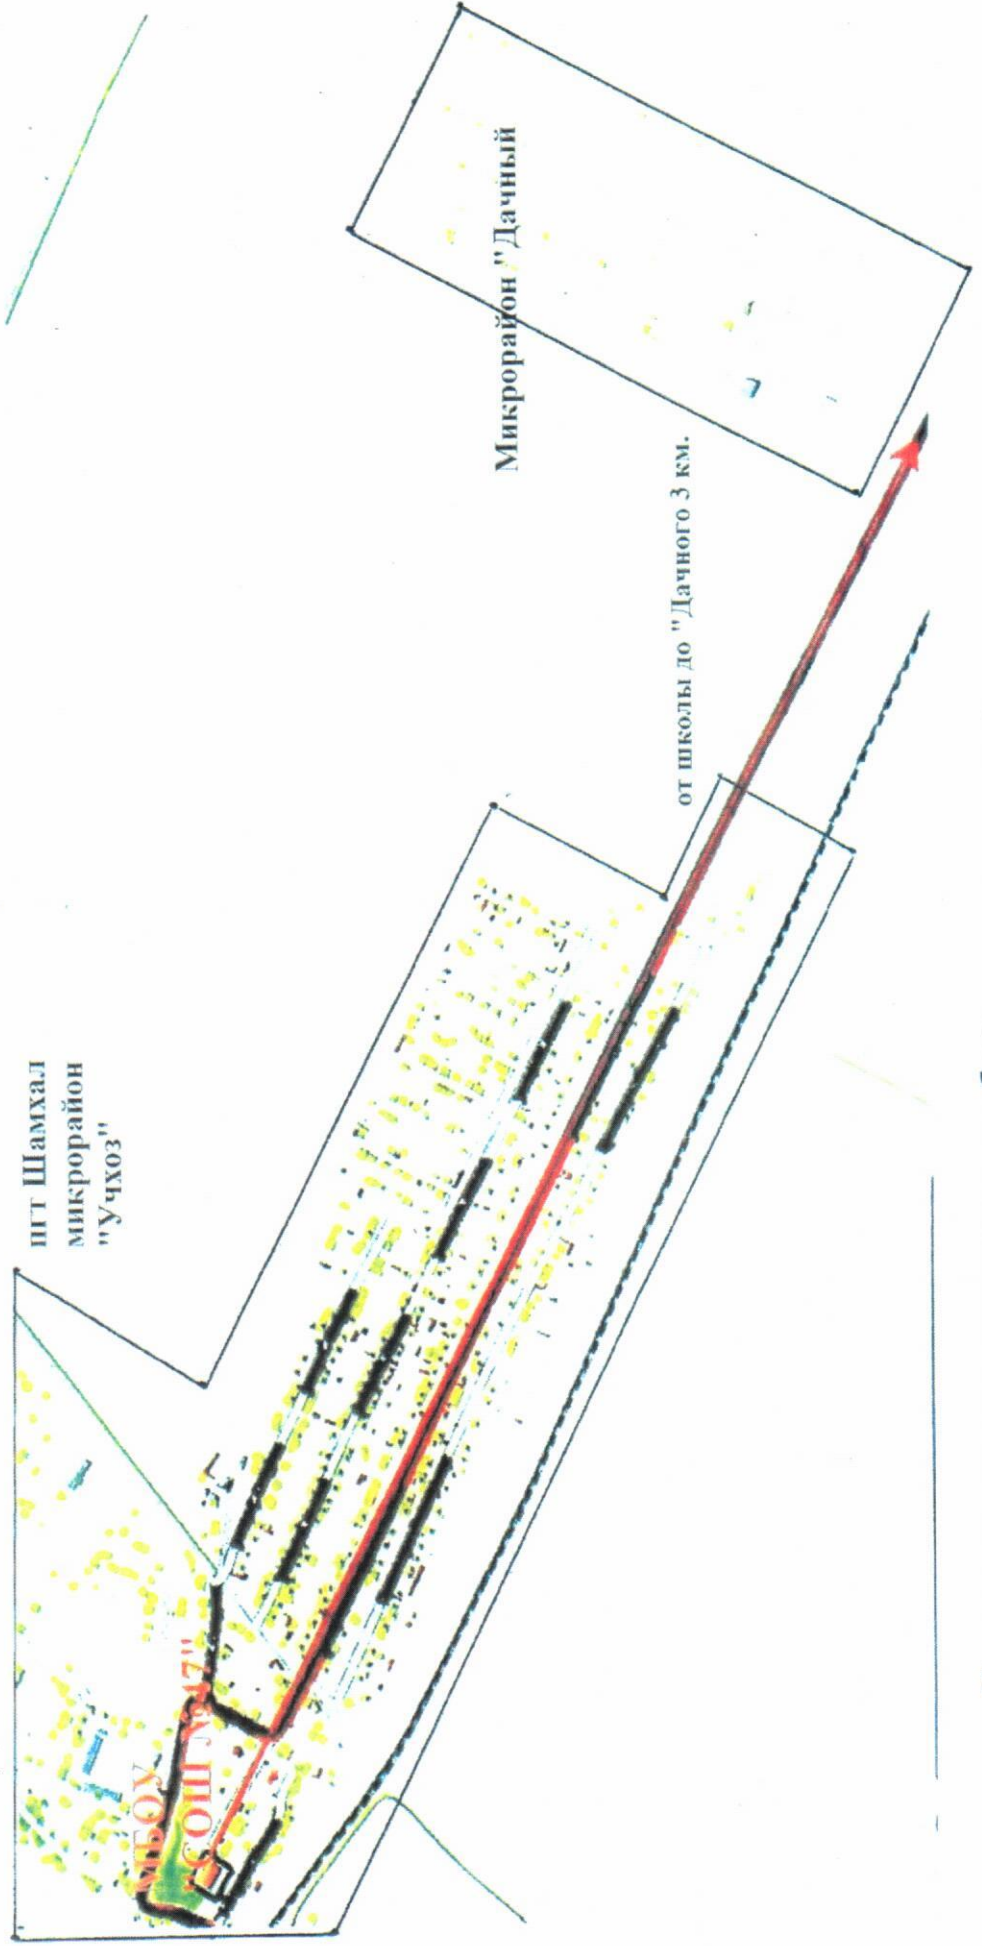 пгт Шамхал
микрорайон
"Учхоз"
МБОУ
"СОШ №47"
от школы до "Дачного 3 км.
Микрорайон "Дачный